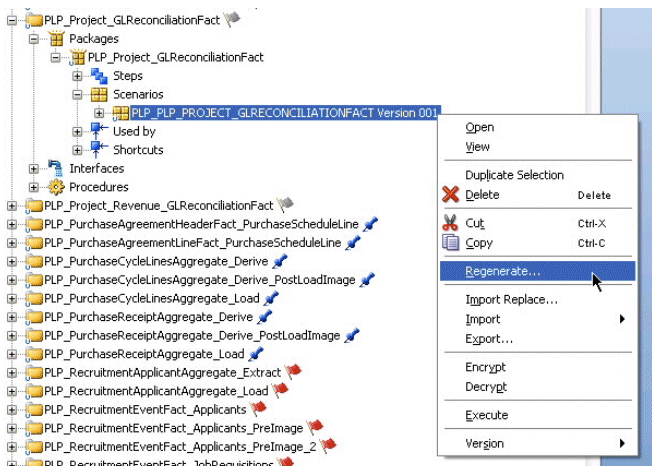 PLP_Project_GLReconciliationFact
Packages
PLP_Project_GLReconciliationFact
Steps
Scenarios
PLP_PLP_PROJECT_GLRECONCILIATIONFACT Version 001
Used by
Shortcuts
Interfaces
Procedures
PLP_Project_Revenue_GLReconciliationFact
PLP_PurchaseAgreementHeaderFact_PurchaseScheduleLine
PLP_PurchaseAgreementLineFact_PurchaseScheduleLine
PLP_PurchaseCycleLinesAggregate_Derive
PLP_PurchaseCycleLinesAggregate_Derive_PostLoadImage
PLP_PurchaseCycleLinesAggregate_Load
PLP_PurchaseReceiptAggregate_Derive
PLP_PurchaseReceiptAggregate_Derive_PostLoadImage
PLP_PurchaseReceiptAggregate_Load
PLP_RecruitmentApplicantAggregate_Extract
PLP_RecruitmentApplicantAggregate_Load
PLP_RecruitmentEventFact_Applicants
PLP_RecruitmentEventFact_Applicants_PreImage
PLP_RecruitmentEventFact_Applicants_PreImage_2
PLP_RecruitmentEventFact_JobRequisitions
Open
View
Duplicate Selection
Delete Delete
Cut Ctrl-X
Copy Ctrl-C
Regenerate...
Import Replace...
Import
Export...
Encrypt
Decrypt
Execute
Version